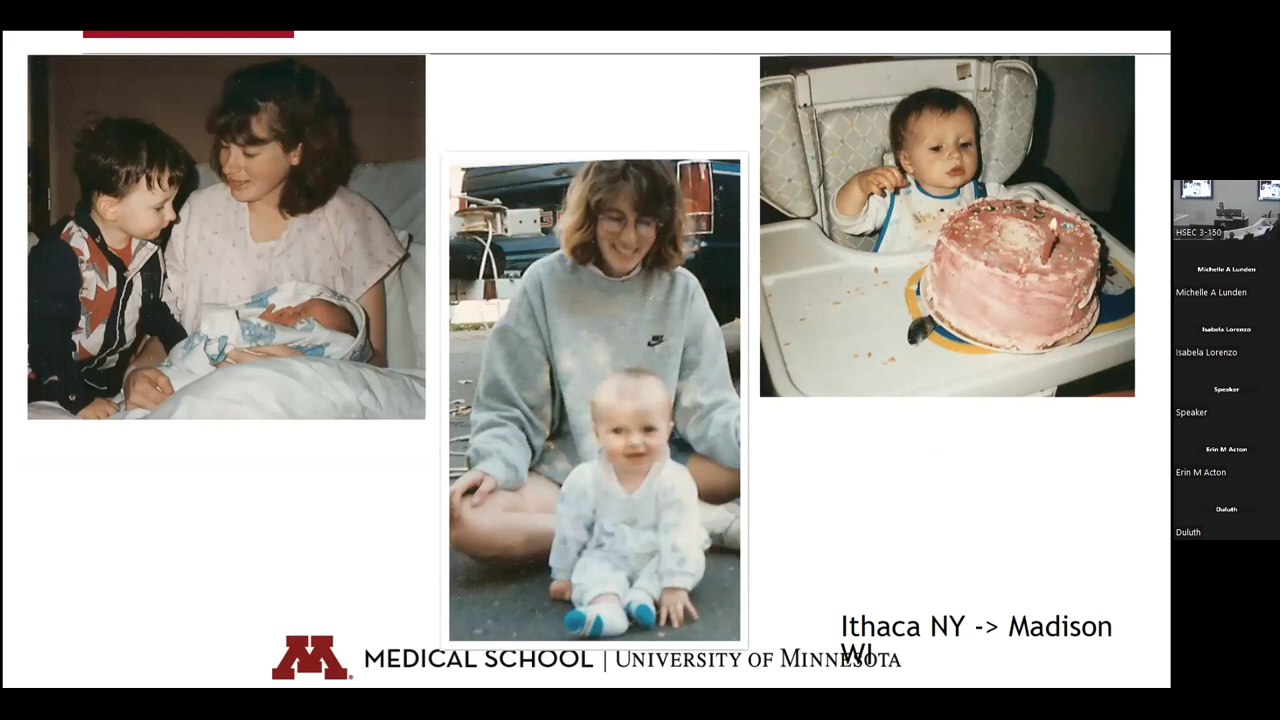 Ithaca NY -> Madison
WI
M
MEDICAL SCHOOL | UNIVERSITY OF MINNESOTA
HSEC 3-150
Michelle A Lunden
Michelle A Lunden
Isabela Lorenzo
Isabela Lorenzo
Speaker
Speaker
Erin M Acton
Erin M Acton
Duluth
Duluth